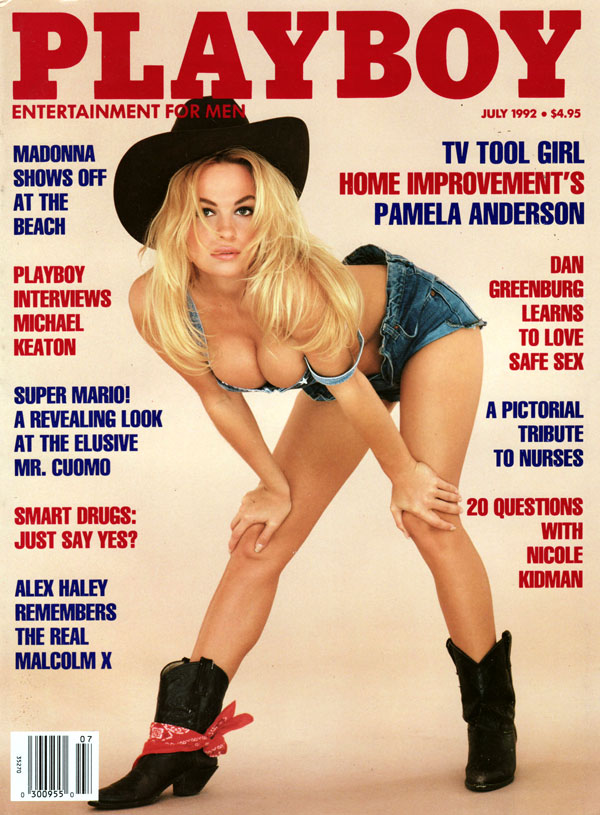 PLAYBOY
ENTERTAINMENT FOR MEN
JULY 1992 • $4.95
MADONNA
SHOWS OFF
AT THE
BEACH
PLAYBOY
INTERVIEWS
MICHAEL
KEATON
SUPER MARIO!
A REVEALING LOOK
AT THE ELUSIVE
MR. CUOMO
SMART DRUGS:
JUST SAY YES?
ALEX HALEY
REMEMBERS
THE REAL
MALCOLM X
TV TOOL GIRL
HOME IMPROVEMENT'S
PAMELA ANDERSON
DAN
GREENBURG
LEARNS
TO LOVE
SAFE SEX
A PICTORIAL
TRIBUTE
TO NURSES
20 QUESTIONS
WITH
NICOLE
KIDMAN
07
35270
0 300955 0